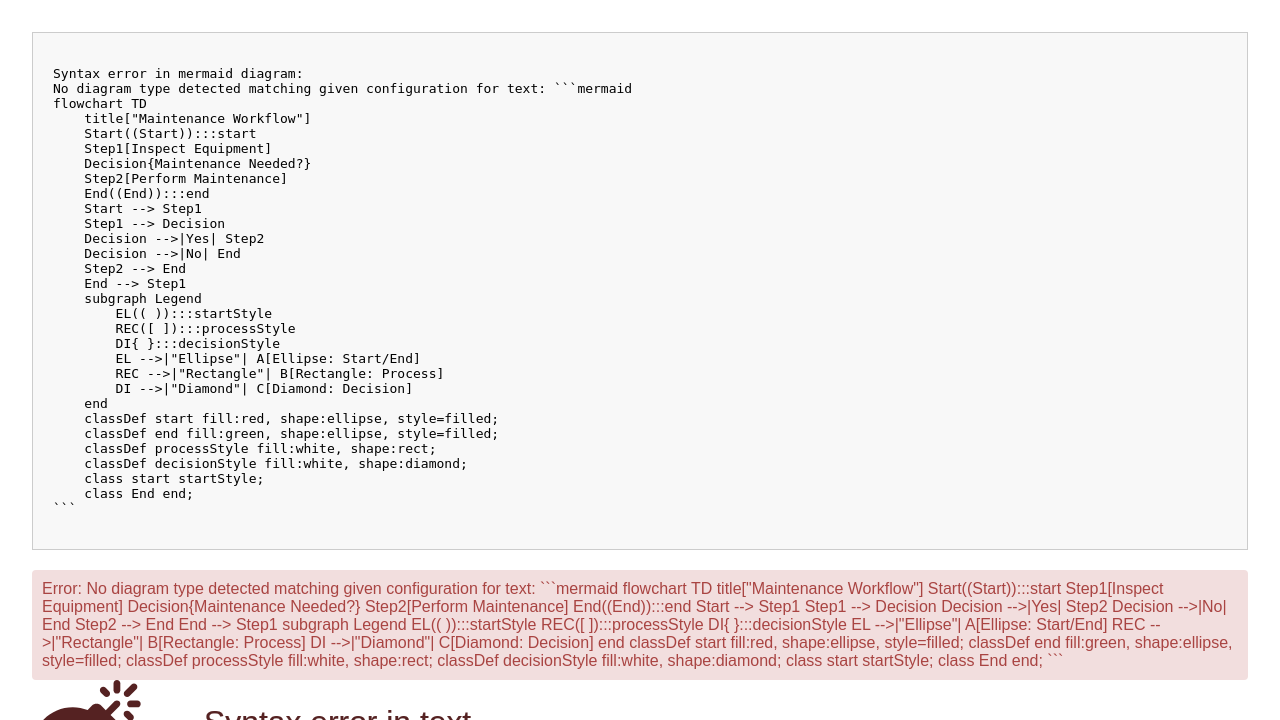 Syntax error in mermaid diagram:
No diagram type detected matching given configuration for text: ```mermaid
flowchart TD
    title["Maintenance Workflow"]
    Start((Start)):::start
    Step1[Inspect Equipment]
    Decision{Maintenance Needed?}
    Step2[Perform Maintenance]
    End((End)):::end
    Start --> Step1
    Step1 --> Decision
    Decision -->|Yes| Step2
    Decision -->|No| End
    Step2 --> End
    End --> Step1
    subgraph Legend
        EL(( )):::startStyle
        REC([ ]):::processStyle
        DI{ }:::decisionStyle
        EL -->|"Ellipse"| A[Ellipse: Start/End]
        REC -->|"Rectangle"| B[Rectangle: Process]
        DI -->|"Diamond"| C[Diamond: Decision]
    end
    classDef start fill:red, shape:ellipse, style=filled;
    classDef end fill:green, shape:ellipse, style=filled;
    classDef processStyle fill:white, shape:rect;
    classDef decisionStyle fill:white, shape:diamond;
    class start startStyle;
    class End end;
```
Error: No diagram type detected matching given configuration for text: ```mermaid flowchart TD title["Maintenance Workflow"] Start((Start)):::start Step1[Inspect
Equipment] Decision{Maintenance Needed?} Step2[Perform Maintenance] End((End)):::end Start --> Step1 Step1 --> Decision Decision -->|Yes| Step2 Decision -->|No|
End Step2 --> End End --> Step1 subgraph Legend EL(( )):::startStyle REC([ ]):::processStyle DI{ }:::decisionStyle EL -->|"Ellipse"| A[Ellipse: Start/End] REC --
>|"Rectangle"| B[Rectangle: Process] DI -->|"Diamond"| C[Diamond: Decision] end classDef start fill:red, shape:ellipse, style=filled; classDef end fill:green, shape:ellipse,
style=filled; classDef processStyle fill:white, shape:rect; classDef decisionStyle fill:white, shape:diamond; class start startStyle; class End end; ```
Syntax error in text